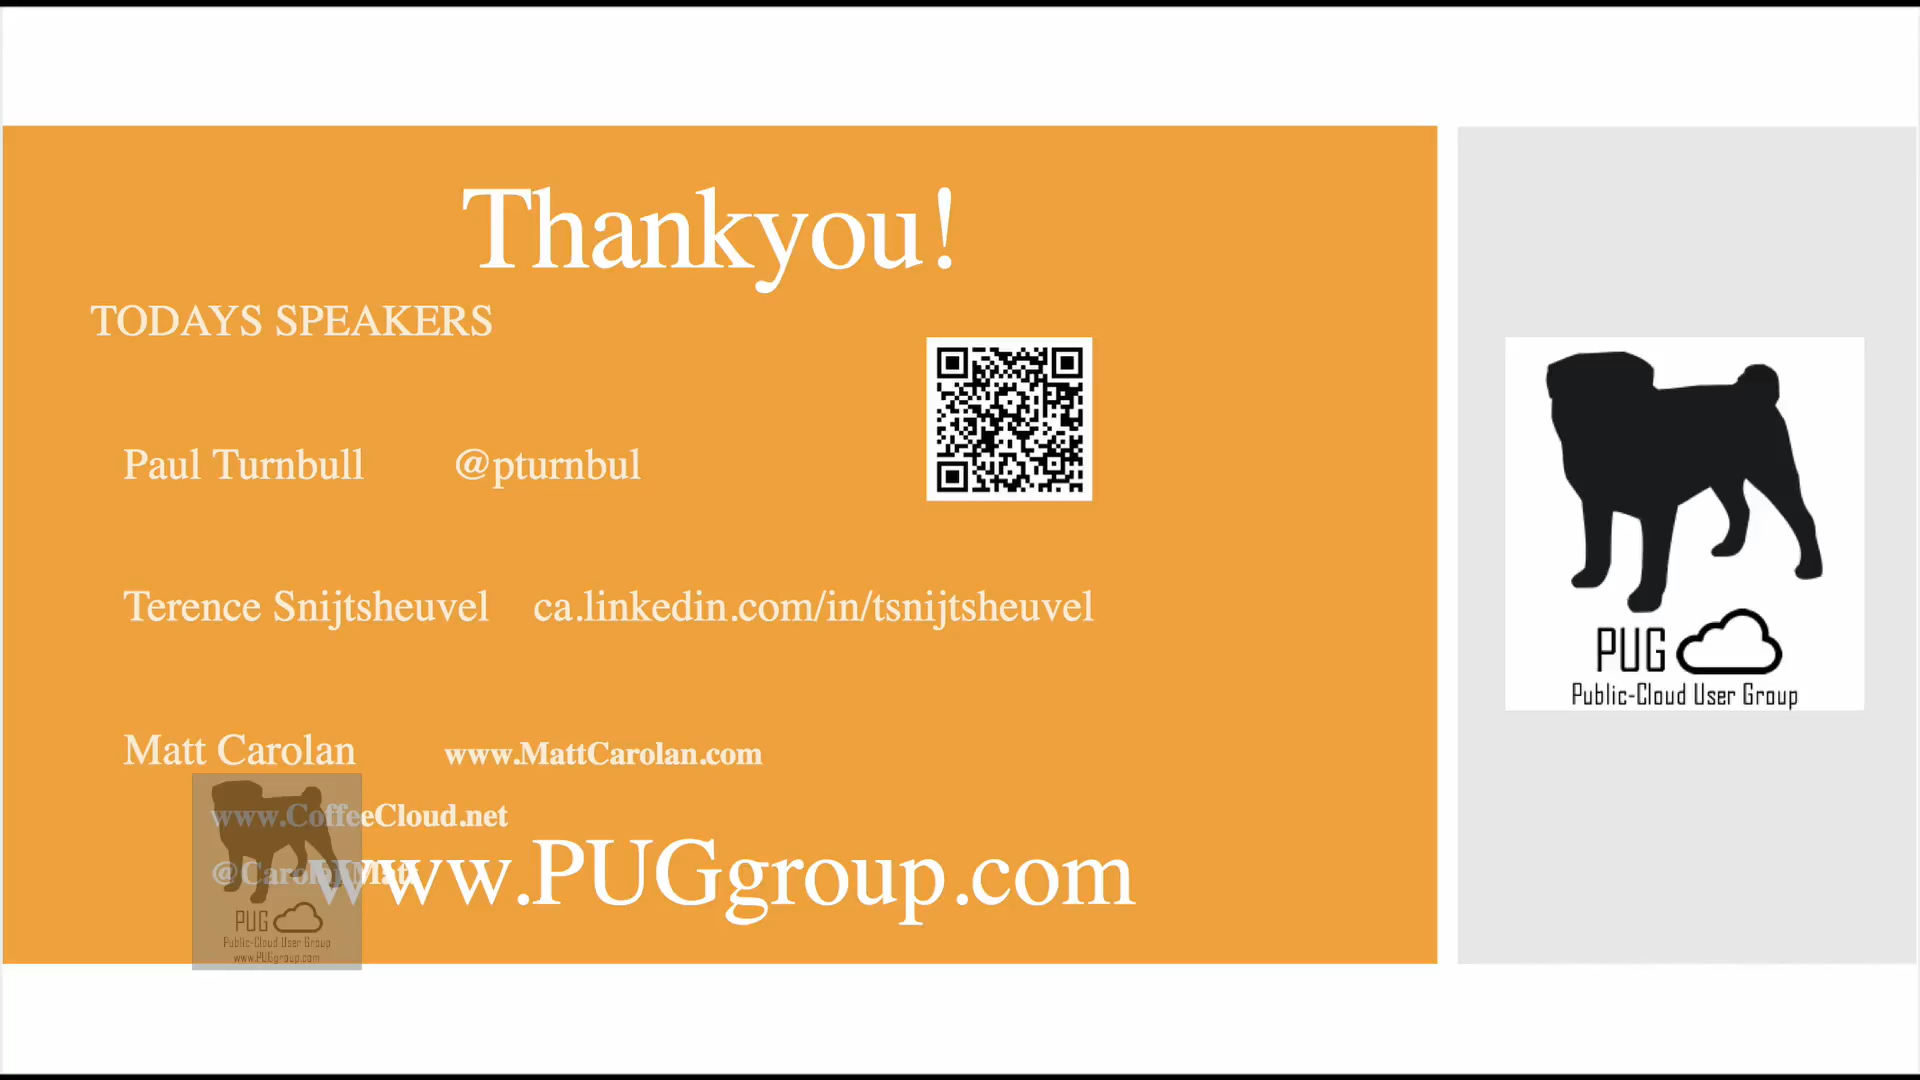 Thankyou!
TODAYS SPEAKERS
Paul Turnbull @pturnbul
Terence Snijtsheuvel ca.linkedin.com/in/tsnijtsheuvel
Matt Carolan www.MattCarolan.com
www.CoffeeCloud.net
@CarolanMatt
www.PUGgroup.com
PUG
Public-Cloud User Group
www.PUGgroup.com
PUG
Public-Cloud User Group